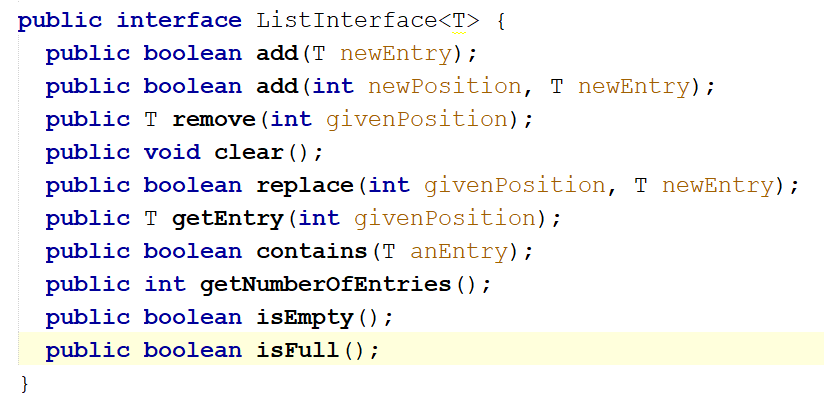 public interface ListInterface<T> {
public boolean add(T newEntry);
public boolean add(int newPosition, T newEntry);
public T remove(int givenPosition);
public void clear();
public boolean replace(int givenPosition, T newEntry);
public T getEntry(int givenPosition);
public boolean contains(T anEntry);
public int getNumberOfEntries();
public boolean isEmpty();
public boolean isFull();
}